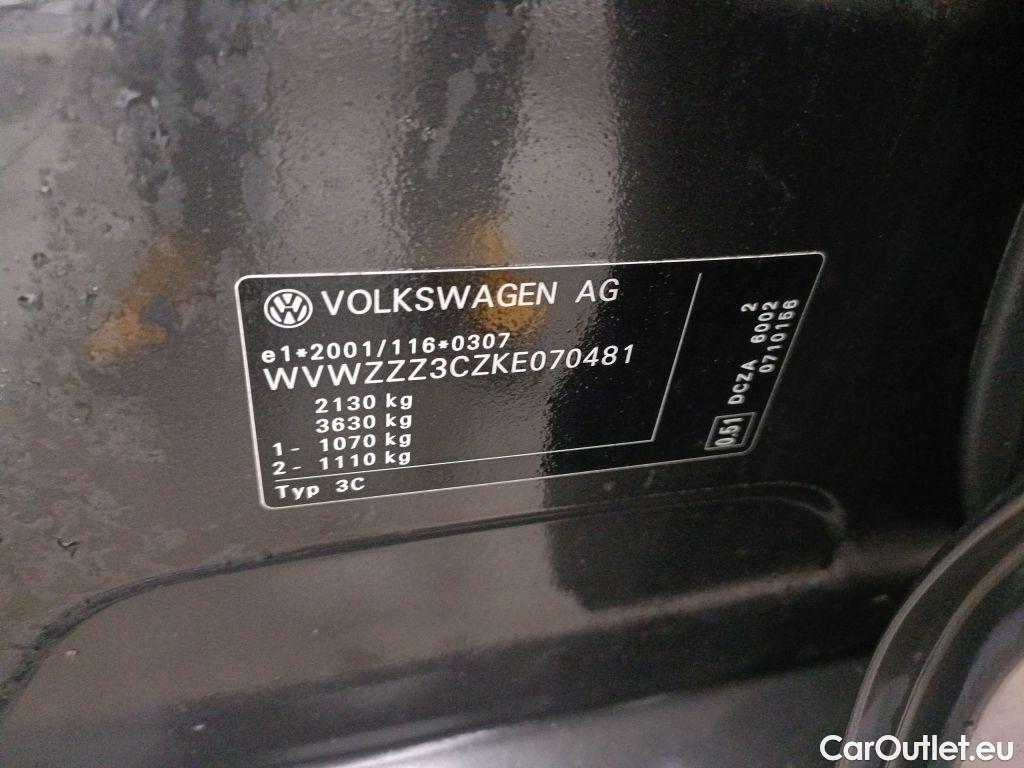 VOLKSWAGEN AG
e1*2001/116*0307
WVWZZZ3CZKE070481
2130 kg
3630 kg
1- 1070 kg
2- 1110 kg
Typ 3C
0.51 DCZA 6002 2
0710156
CarOutlet.eu